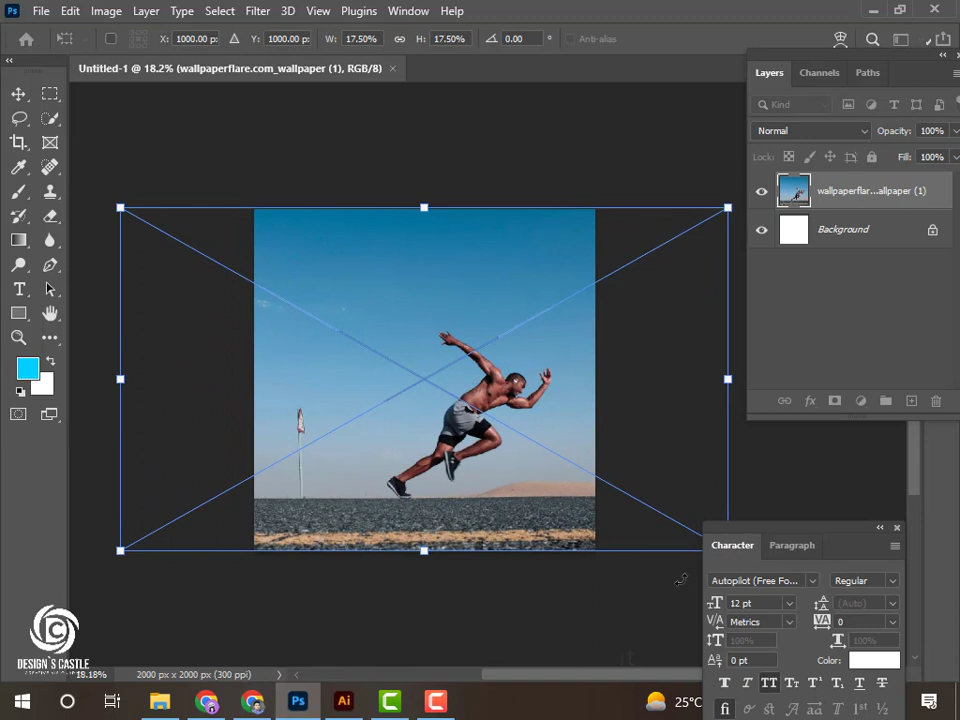 Ps File Edit Image Layer Type Select Filter 3D View Plugins Window Help
X: 1000.00 p: Y: 1000.00 p: W: 17.50% H: 17.50% 0.00 ° Anti-alias
Untitled-1 @ 18.2% (wallpaperflare.com_wallpaper (1), RGB/8) ×
Layers Channels Paths
Kind
Normal Opacity: 100%
Lock: Fill: 100%
wallpaperflar...allpaper (1)
Background
Character Paragraph
Autopilot (Free Fo... Regular
12 pt (Auto)
Metrics 0
100% 100%
0 pt Color:
DESIGN`S CASTLE
18.18% 2000 px x 2000 px (300 ppi)
Ps Ai 25°C